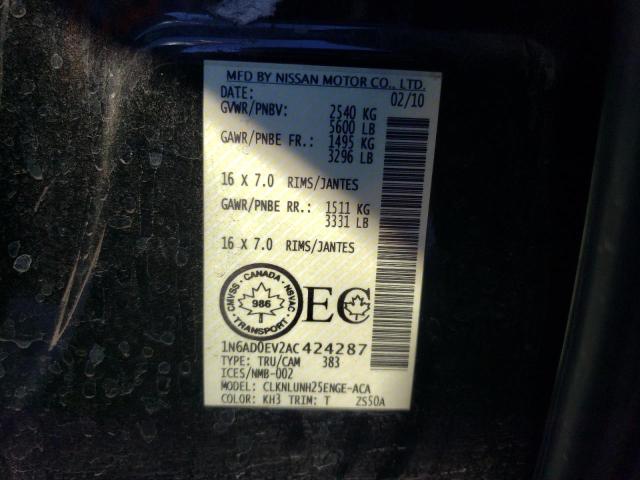 MFD BY NISSAN MOTOR CO., LTD.
DATE: 02/10
GVWR/PNBV: 2540 KG
5600 LB
GAWR/PNBE FR.: 1495 KG
3296 LB
16 x 7.0 RIMS/JANTES
GAWR/PNBE RR.: 1511 KG
3331 LB
16 x 7.0 RIMS/JANTES
CMVSS · CANADA · NSVAC
986
TRANSPORT
EC
1N6AD0EV2AC424287
TYPE: TRU/CAM 383
ICES/NMB-002
MODEL: CLKNLUNH25ENGE-ACA
COLOR: KH3 TRIM: T ZS50A